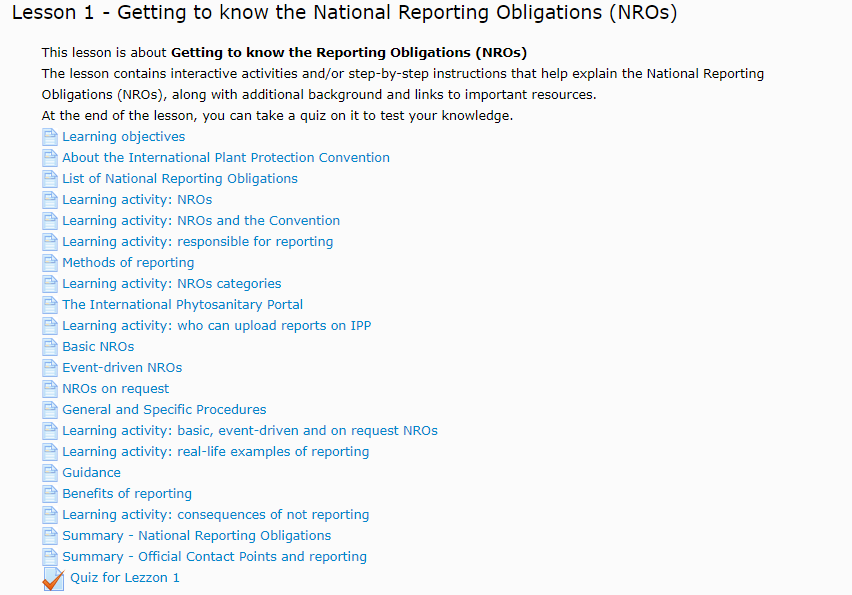 Lesson 1 - Getting to know the National Reporting Obligations (NROs)
This lesson is about Getting to know the Reporting Obligations (NROs)
The lesson contains interactive activities and/or step-by-step instructions that help explain the National Reporting
Obligations (NROs), along with additional background and links to important resources.
At the end of the lesson, you can take a quiz on it to test your knowledge.
Learning objectives
About the International Plant Protection Convention
List of National Reporting Obligations
Learning activity: NROs
Learning activity: NROs and the Convention
Learning activity: responsible for reporting
Methods of reporting
Learning activity: NROs categories
The International Phytosanitary Portal
Learning activity: who can upload reports on IPP
Basic NROs
Event-driven NROs
NROs on request
General and Specific Procedures
Learning activity: basic, event-driven and on request NROs
Learning activity: real-life examples of reporting
Guidance
Benefits of reporting
Learning activity: consequences of not reporting
Summary - National Reporting Obligations
Summary - Official Contact Points and reporting
Quiz for Lezzon 1